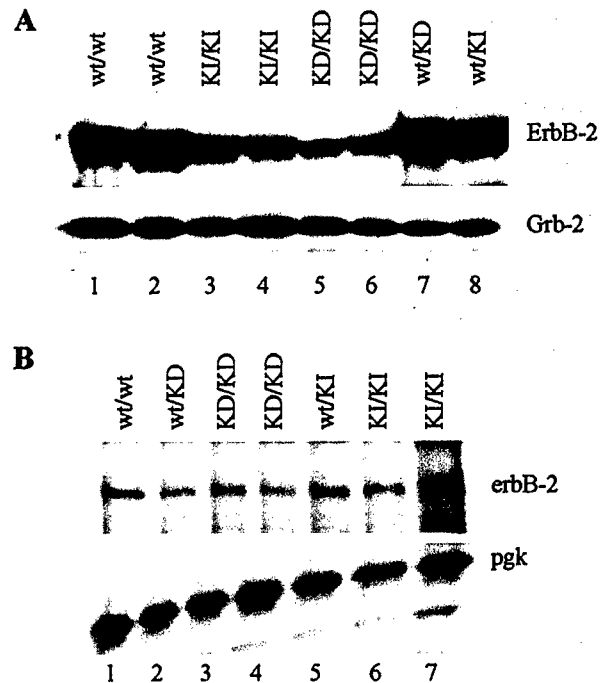 A
wt/wt
wt/wt
KI/KI
KI/KI
KD/KD
KD/KD
wt/KD
wt/KI
ErbB-2
Grb-2
1 2 3 4 5 6 7 8
B
wt/wt
wt/KD
KD/KD
KD/KD
wt/KI
KI/KI
KI/KI
erbB-2
pgk
1 2 3 4 5 6 7